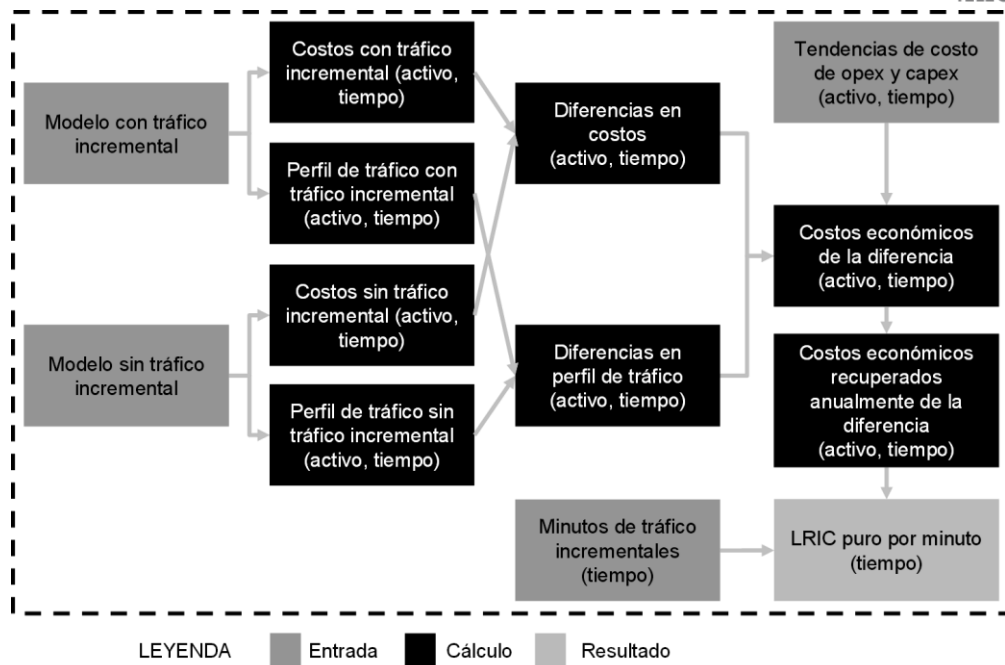 Costos con tráfico
incremental (activo,
tiempo)
Tendencias de costo
de opex y capex
(activo, tiempo)
Modelo con tráfico
incremental
Diferencias en
costos
(activo, tiempo)
Perfil de tráfico con
tráfico incremental
(activo, tiempo)
Costos económicos
de la diferencia
(activo, tiempo)
Costos sin tráfico
incremental (activo,
tiempo)
Modelo sin tráfico
incremental
Diferencias en
perfil de tráfico
(activo, tiempo)
Costos económicos
recuperados
anualmente de la
diferencia
(activo, tiempo)
Perfil de tráfico sin
tráfico incremental
(activo, tiempo)
Minutos de tráfico
incrementales
(tiempo)
LRIC puro por minuto
(tiempo)
LEYENDA
Entrada
Cálculo
Resultado